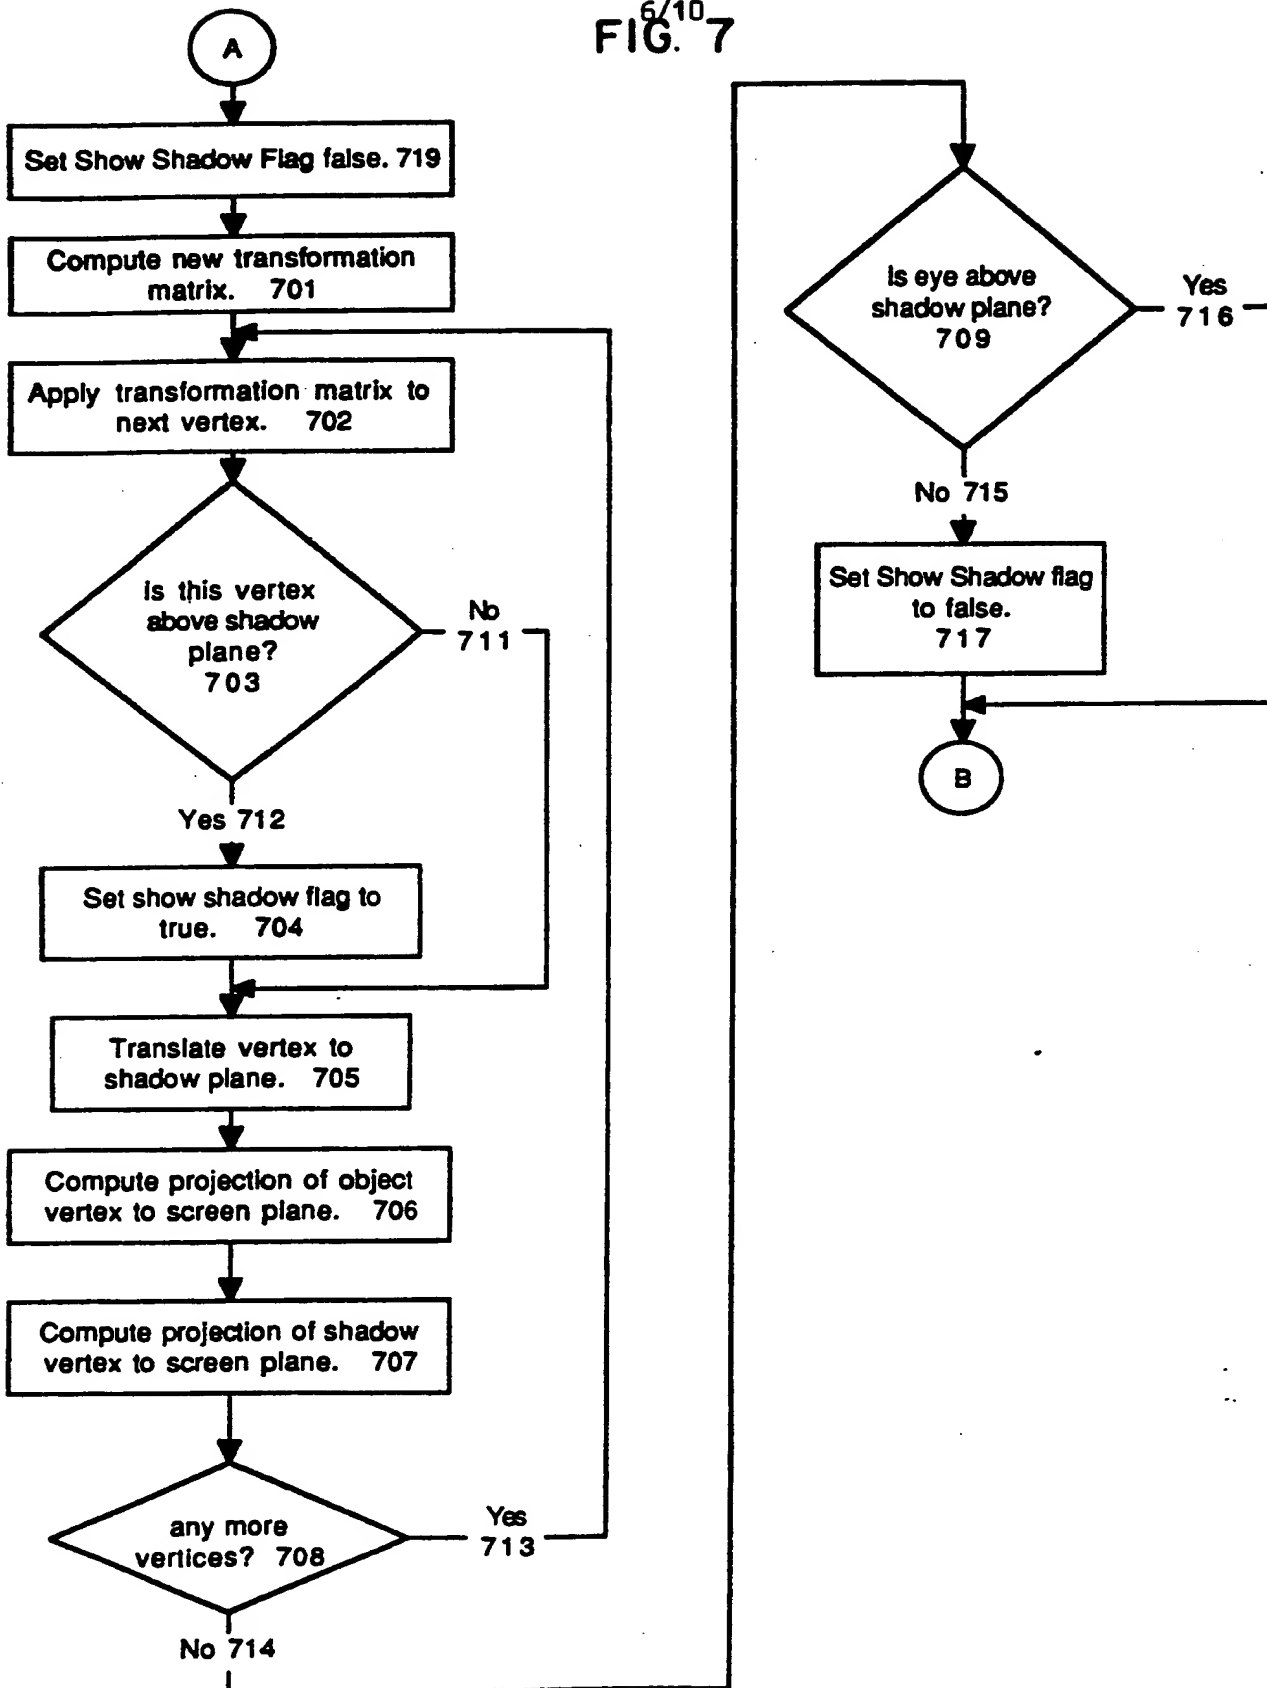 6/10
FIG. 7
A
Set Show Shadow Flag false. 719
Compute new transformation
matrix. 701
Apply transformation matrix to
next vertex. 702
is this vertex
above shadow
plane?
703
No
711
Yes 712
Set show shadow flag to
true. 704
Translate vertex to
shadow plane. 705
Compute projection of object
vertex to screen plane. 706
Compute projection of shadow
vertex to screen plane. 707
any more
vertices? 708
Yes
713
No 714
Is eye above
shadow plane?
709
Yes
716
No 715
Set Show Shadow flag
to false.
717
B